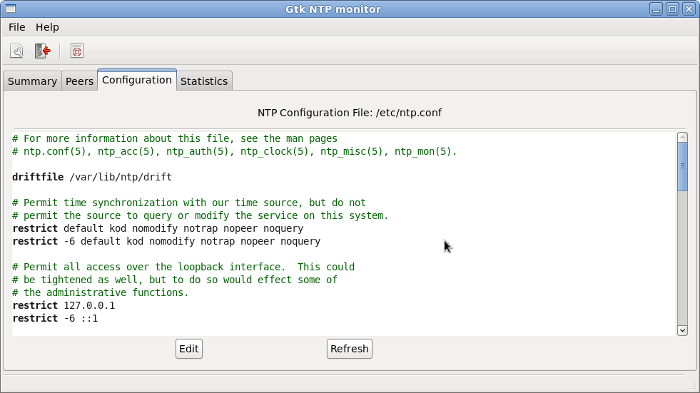 Gtk NTP monitor
File Help
Summary Peers Configuration Statistics
NTP Configuration File: /etc/ntp.conf
# For more information about this file, see the man pages
# ntp.conf(5), ntp_acc(5), ntp_auth(5), ntp_clock(5), ntp_misc(5), ntp_mon(5).
driftfile /var/lib/ntp/drift
# Permit time synchronization with our time source, but do not
# permit the source to query or modify the service on this system.
restrict default kod nomodify notrap nopeer noquery
restrict -6 default kod nomodify notrap nopeer noquery
# Permit all access over the loopback interface.  This could
# be tightened as well, but to do so would effect some of
# the administrative functions.
restrict 127.0.0.1
restrict -6 ::1
Edit Refresh